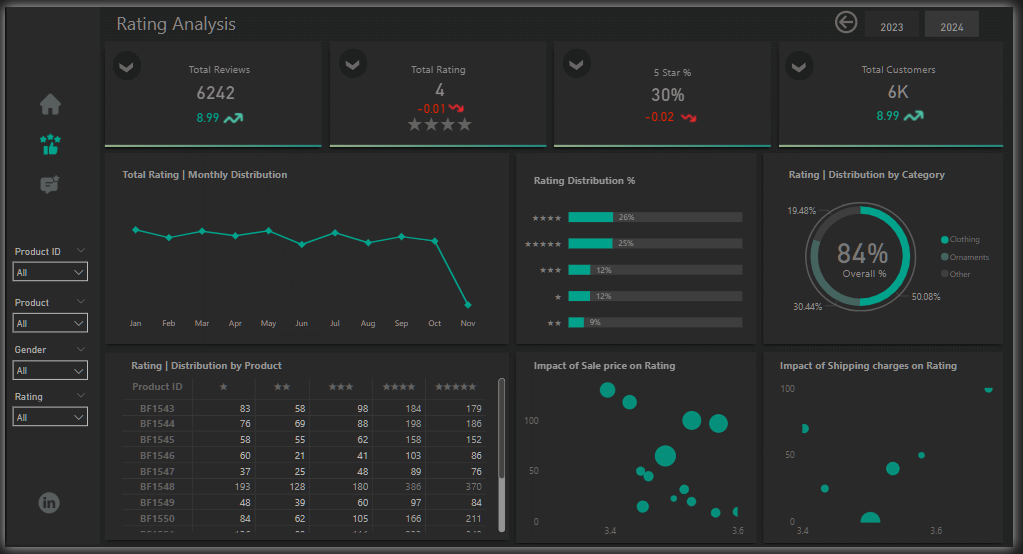 Rating Analysis
2023
2024
Total Reviews
6242
8.99
Total Rating
4
-0.01
★★★★
5 Star %
30%
-0.02
Total Customers
6K
8.99
Product ID
All
Product
All
Gender
All
Rating
All
in
Total Rating | Monthly Distribution
Jan Feb Mar Apr May Jun Jul Aug Sep Oct Nov
Rating Distribution %
★★★★ 26%
★★★★★ 25%
★★★ 12%
★ 12%
★★ 9%
Rating | Distribution by Category
19.48%
84%
Overall %
30.44%
50.08%
Clothing
Ornaments
Other
Rating | Distribution by Product
Product ID ★ ★★ ★★★ ★★★★ ★★★★★
BF1543 83 58 98 184 179
BF1544 76 69 88 198 186
BF1545 58 55 62 158 152
BF1546 60 21 41 103 86
BF1547 37 25 48 89 76
BF1548 193 128 180 386 370
BF1549 48 39 60 97 84
BF1550 84 62 105 166 211
Impact of Sale price on Rating
100
50
0
3.4 3.6
Impact of Shipping charges on Rating
100
50
0
3.4 3.6